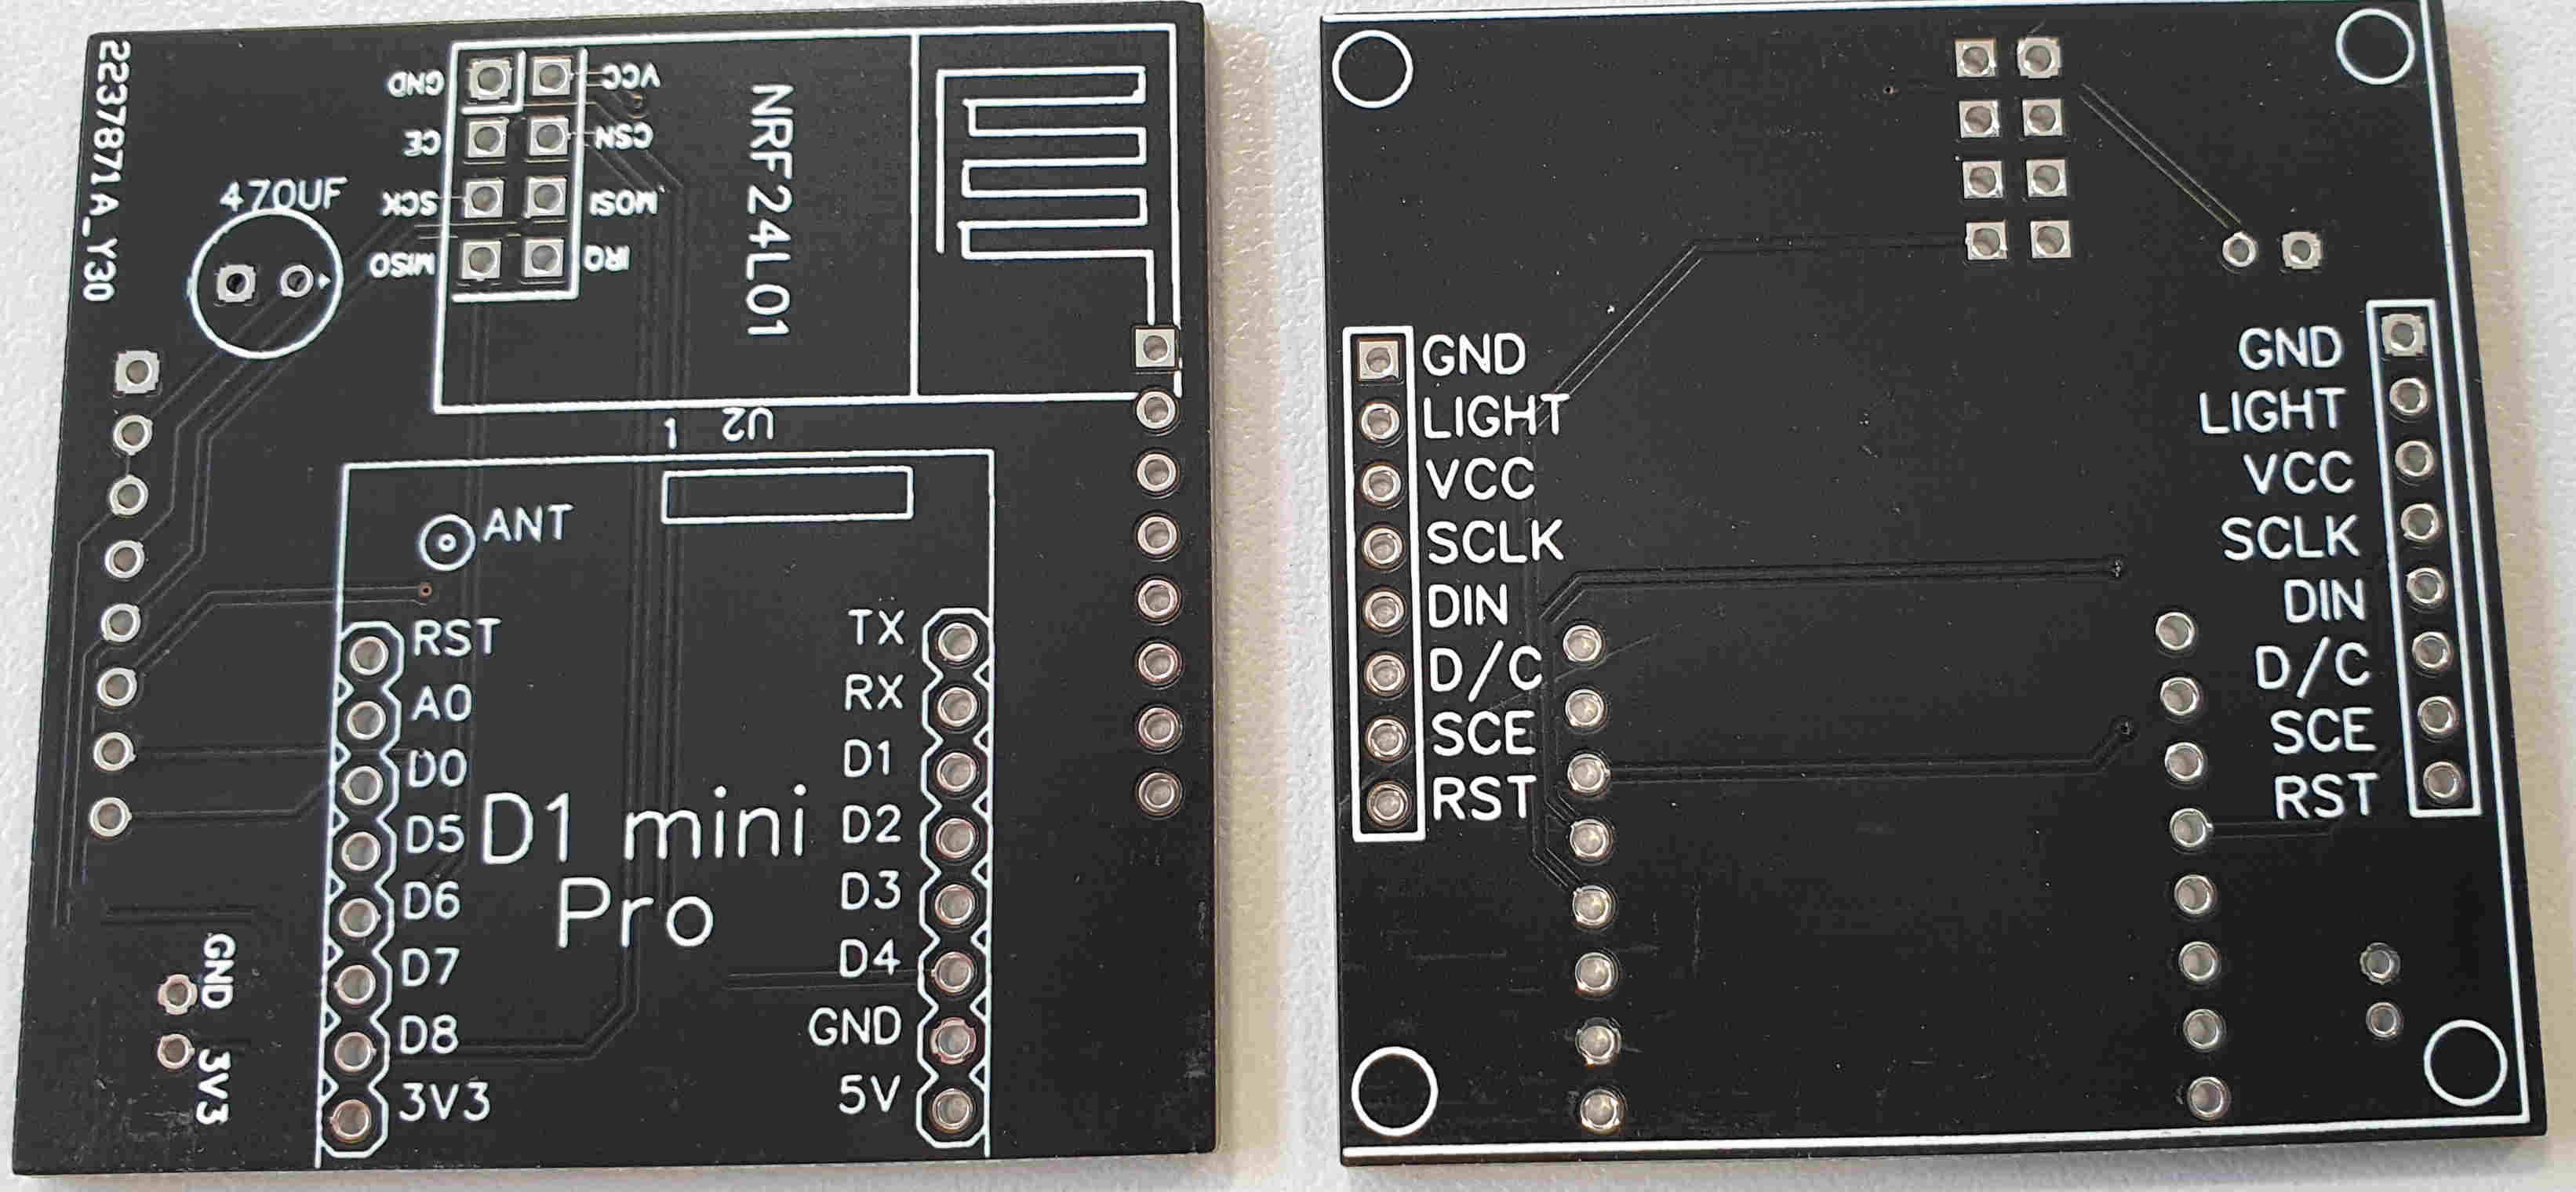 2237871A_Y30
470UF
GND
VCC
CE
CSN
SCK
MOSI
MISO
IRQ
NRF24L01
1
U2
ANT
RST
A0
D0
D5
D6
D7
D8
3V3
TX
RX
D1
D2
D3
D4
GND
5V
D1 mini
Pro
GND
3V3
GND
LIGHT
VCC
SCLK
DIN
D/C
SCE
RST
GND
LIGHT
VCC
SCLK
DIN
D/C
SCE
RST